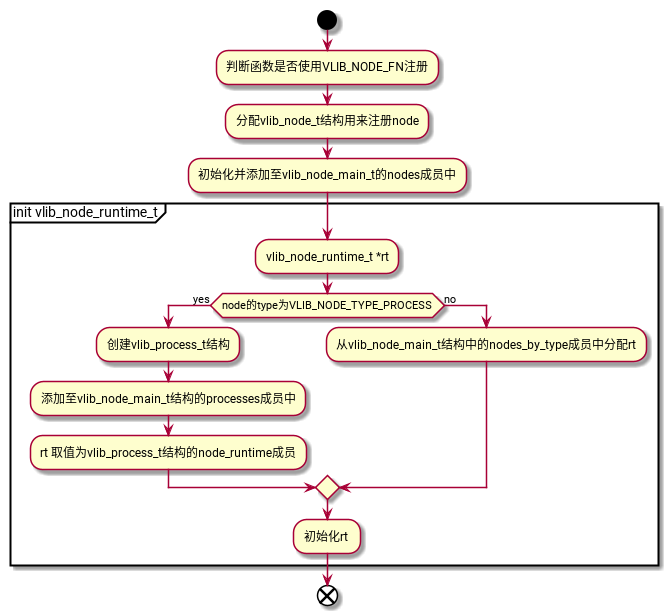 判断函数是否使用VLIB_NODE_FN注册
分配vlib_node_t结构用来注册node
初始化并添加至vlib_node_main_t的nodes成员中
init vlib_node_runtime_t
vlib_node_runtime_t *rt
yes
node的type为VLIB_NODE_TYPE_PROCESS
no
创建vlib_process_t结构
从vlib_node_main_t结构中的nodes_by_type成员中分配rt
添加至vlib_node_main_t结构的processes成员中
rt 取值为vlib_process_t结构的node_runtime成员
初始化rt